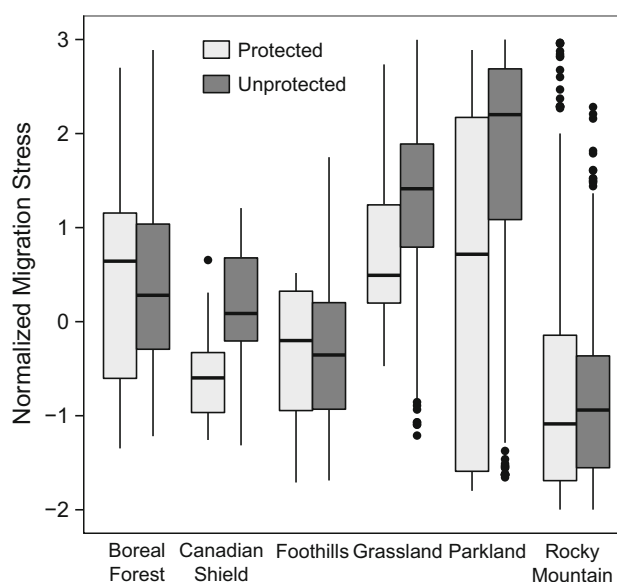 Normalized Migration Stress
3
2
1
0
−1
−2
Protected
Unprotected
Boreal Forest
Canadian Shield
Foothills
Grassland
Parkland
Rocky Mountain